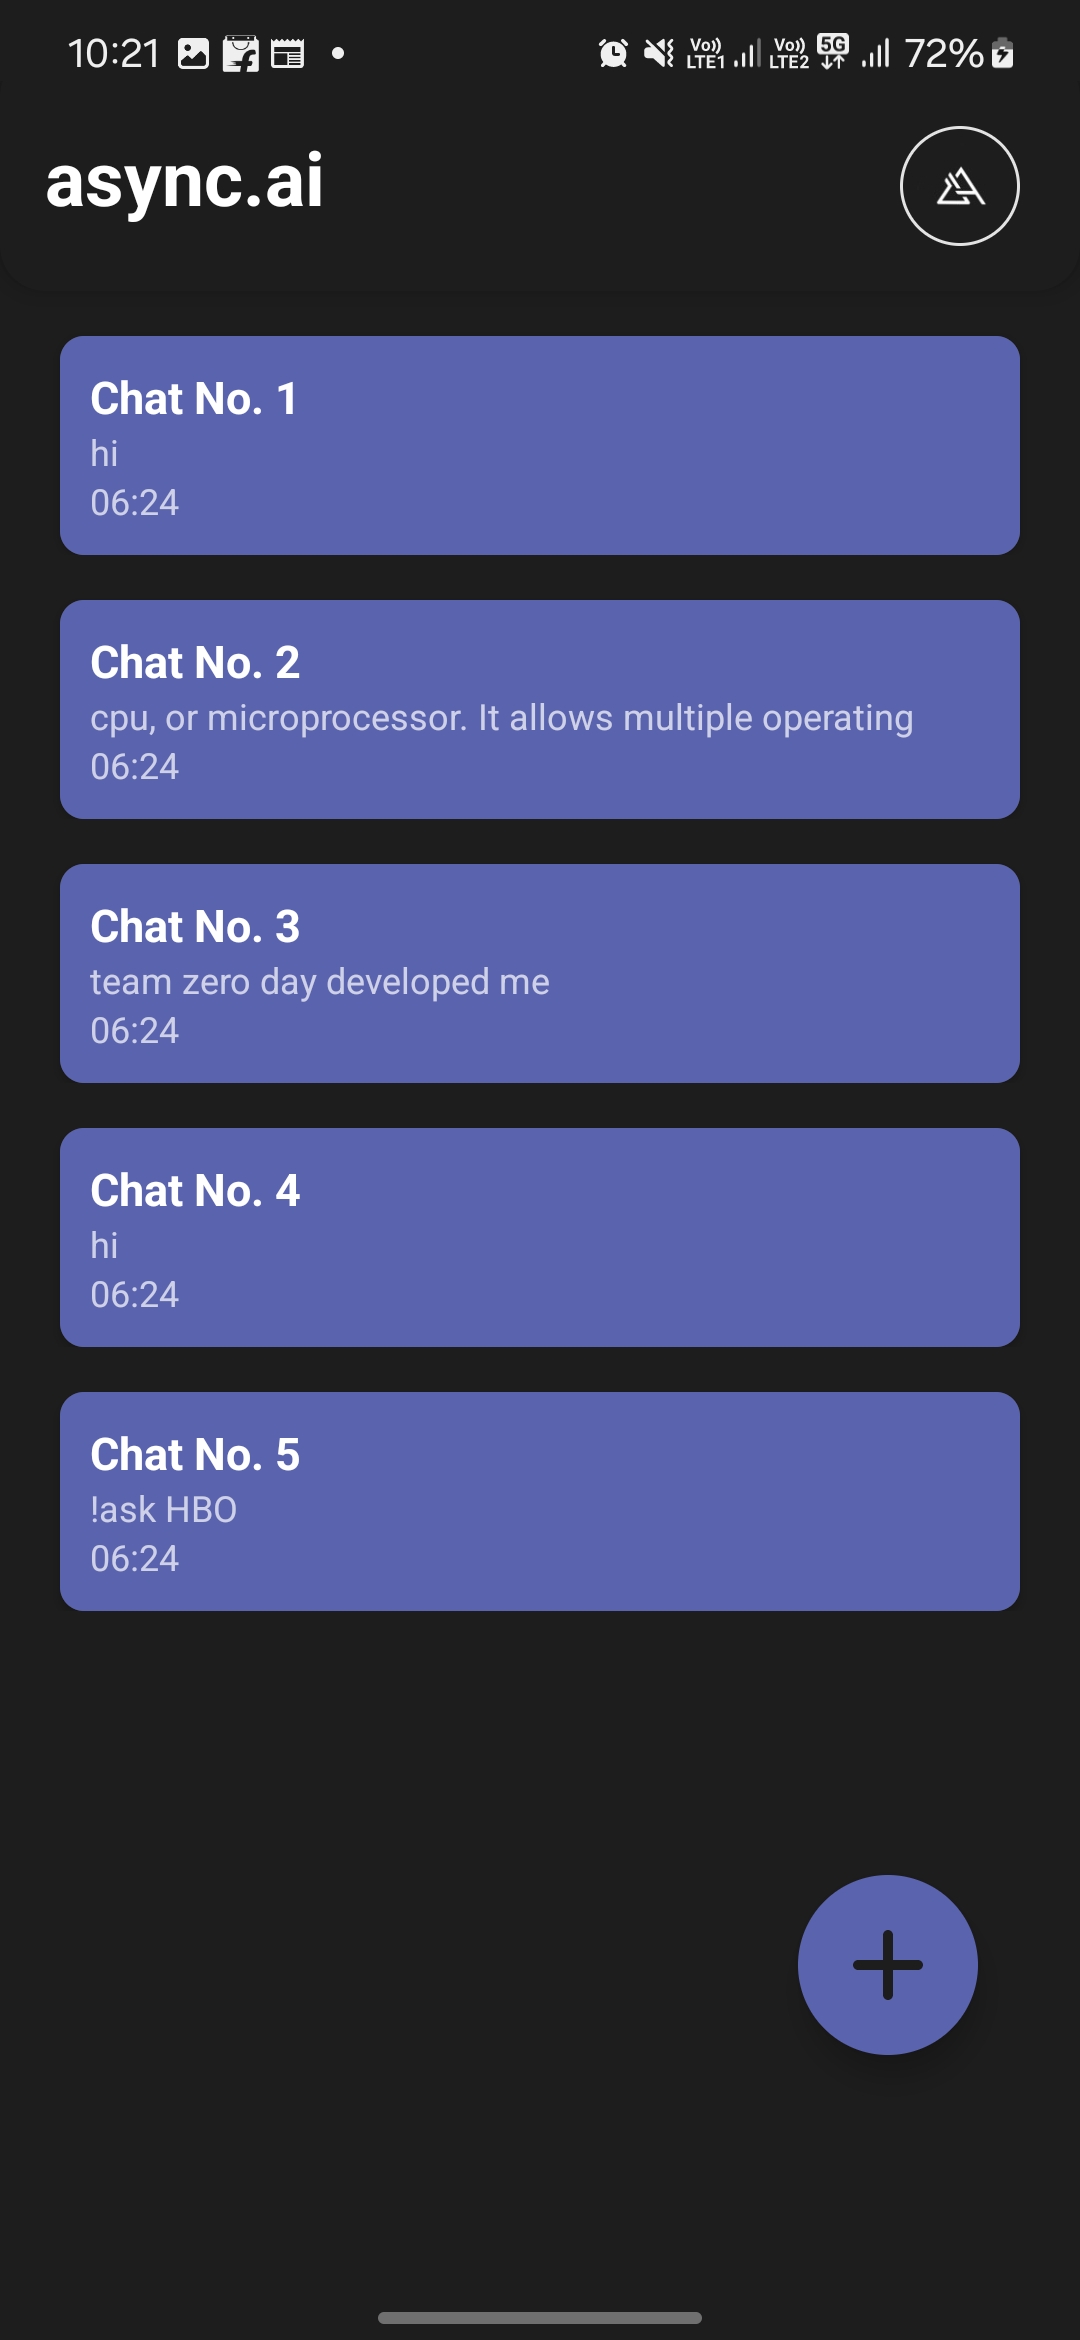 10:21
Vo)) LTE1 Vo)) LTE2 5G 72%
async.ai
Chat No. 1
hi
06:24
Chat No. 2
cpu, or microprocessor. It allows multiple operating
06:24
Chat No. 3
team zero day developed me
06:24
Chat No. 4
hi
06:24
Chat No. 5
!ask HBO
06:24